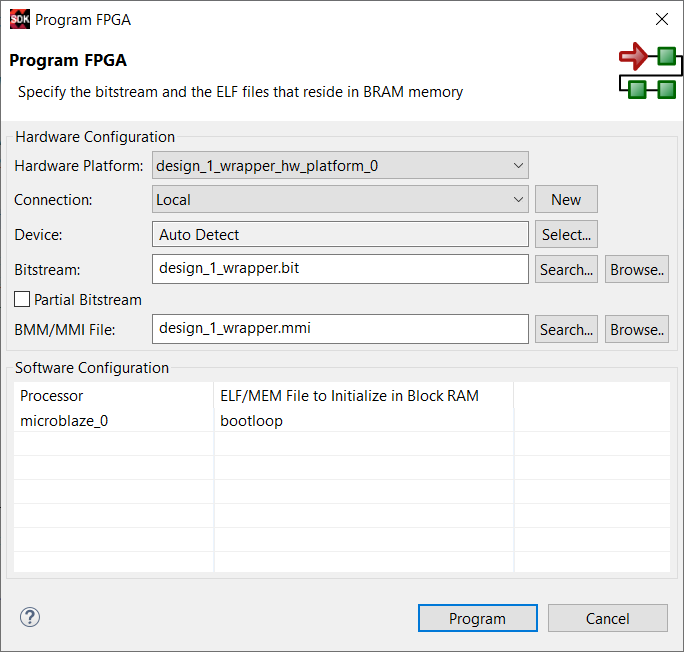 SDK Program FPGA
Program FPGA
Specify the bitstream and the ELF files that reside in BRAM memory
Hardware Configuration
Hardware Platform: design_1_wrapper_hw_platform_0
Connection: Local New
Device: Auto Detect Select...
Bitstream: design_1_wrapper.bit Search... Browse..
Partial Bitstream
BMM/MMI File: design_1_wrapper.mmi Search... Browse..
Software Configuration
Processor ELF/MEM File to Initialize in Block RAM
microblaze_0 bootloop
? Program Cancel